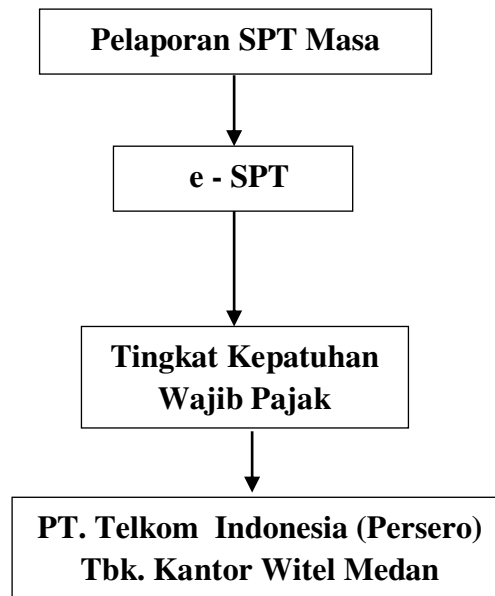 Pelaporan SPT Masa
e - SPT
Tingkat Kepatuhan
Wajib Pajak
PT. Telkom Indonesia (Persero)
Tbk. Kantor Witel Medan